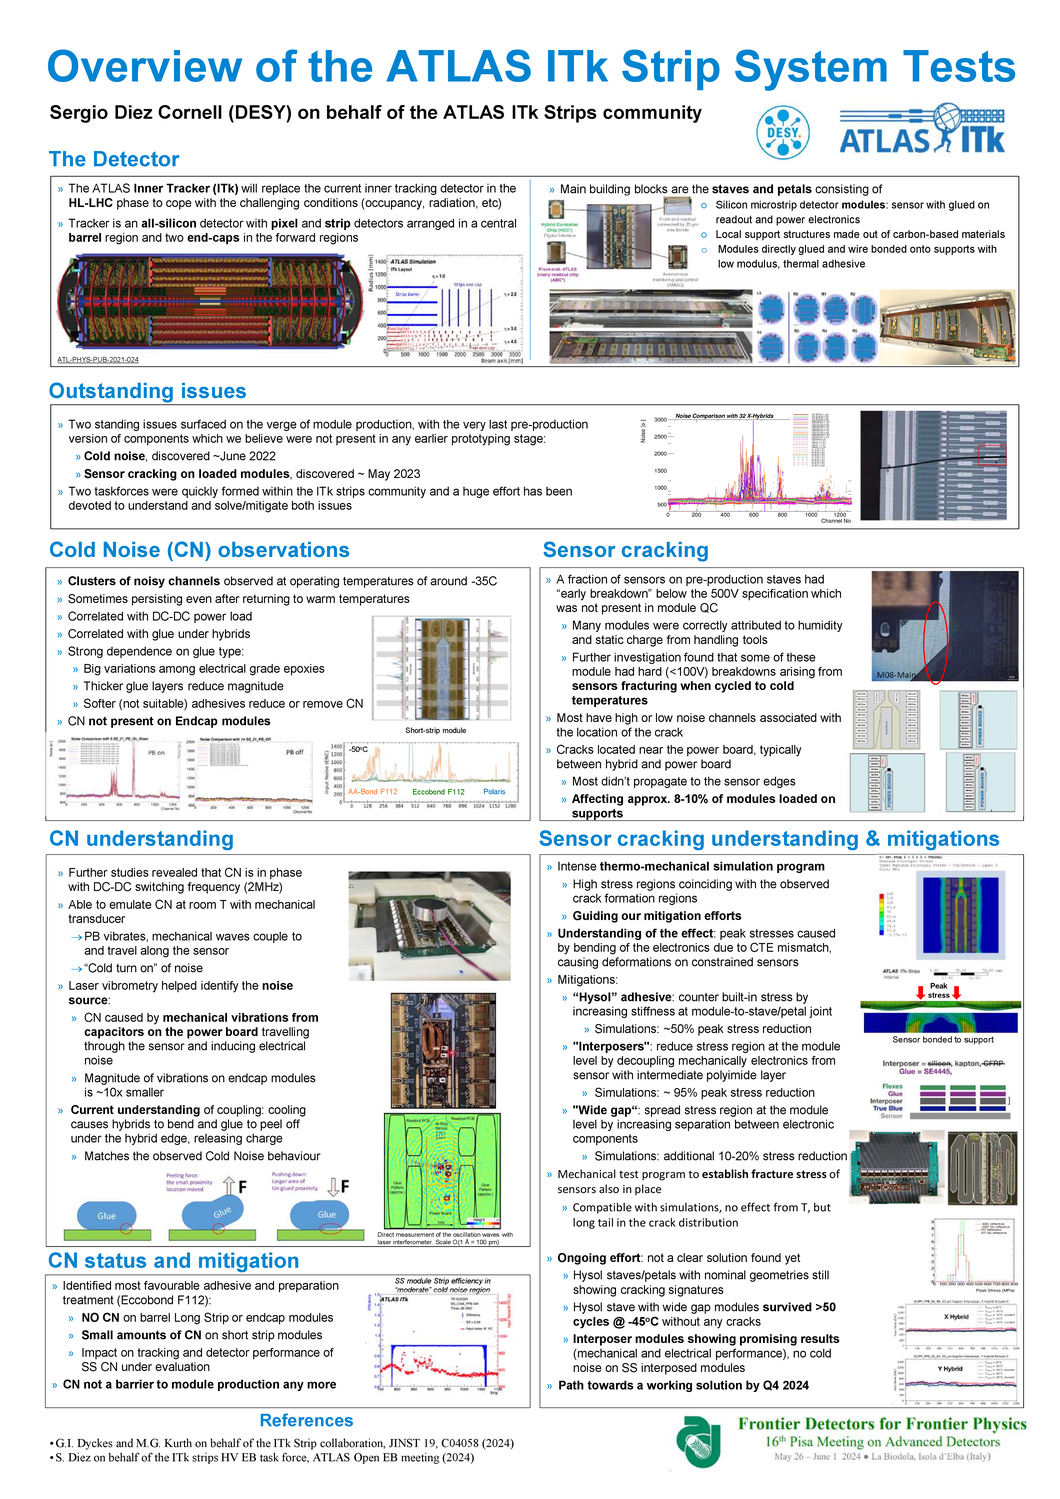 Overview of the ATLAS ITk Strip System Tests
Sergio Diez Cornell (DESY) on behalf of the ATLAS ITk Strips community
DESY.
ATLAS ITk
The Detector
» The ATLAS Inner Tracker (ITk) will replace the current inner tracking detector in the
HL-LHC phase to cope with the challenging conditions (occupancy, radiation, etc)
» Tracker is an all-silicon detector with pixel and strip detectors arranged in a central
barrel region and two end-caps in the forward regions
ATLAS Simulation
ITk Layout
ATL-PHYS-PUB-2021-024
» Main building blocks are the staves and petals consisting of
o Silicon microstrip detector modules: sensor with glued on
readout and power electronics
o Local support structures made out of carbon-based materials
o Modules directly glued and wire bonded onto supports with
low modulus, thermal adhesive
Outstanding issues
» Two standing issues surfaced on the verge of module production, with the very last pre-production
version of components which we believe were not present in any earlier prototyping stage:
» Cold noise, discovered ~June 2022
» Sensor cracking on loaded modules, discovered ~ May 2023
» Two taskforces were quickly formed within the ITk strips community and a huge effort has been
devoted to understand and solve/mitigate both issues
Noise Comparison with 32 X-Hybrids
Channel No
Cold Noise (CN) observations
» Clusters of noisy channels observed at operating temperatures of around -35C
» Sometimes persisting even after returning to warm temperatures
» Correlated with DC-DC power load
» Correlated with glue under hybrids
» Strong dependence on glue type:
» Big variations among electrical grade epoxies
» Thicker glue layers reduce magnitude
» Softer (not suitable) adhesives reduce or remove CN
» CN not present on Endcap modules
Short-strip module
PB on
PB off
-50°C
AA-Bond F112 Eccobond F112 Polaris
0 128 256 384 512 640 768 896 1024 1152 1280
Sensor cracking
» A fraction of sensors on pre-production staves had
“early breakdown” below the 500V specification which
was not present in module QC
» Many modules were correctly attributed to humidity
and static charge from handling tools
» Further investigation found that some of these
module had hard (<100V) breakdowns arising from
sensors fracturing when cycled to cold
temperatures
» Most have high or low noise channels associated with
the location of the crack
» Cracks located near the power board, typically
between hybrid and power board
» Most didn’t propagate to the sensor edges
» Affecting approx. 8-10% of modules loaded on
supports
M08-Main
POWER BOARD
POWER BOARD
POWER BOARD
CN understanding
» Further studies revealed that CN is in phase
with DC-DC switching frequency (2MHz)
» Able to emulate CN at room T with mechanical
transducer
→ PB vibrates, mechanical waves couple to
and travel along the sensor
→ “Cold turn on” of noise
» Laser vibrometry helped identify the noise
source:
» CN caused by mechanical vibrations from
capacitors on the power board travelling
through the sensor and inducing electrical
noise
» Magnitude of vibrations on endcap modules
is ~10x smaller
» Current understanding of coupling: cooling
causes hybrids to bend and glue to peel off
under the hybrid edge, releasing charge
» Matches the observed Cold Noise behaviour
Peeling force:
the small proximity
location moved
Pushing down:
Larger area of
Un-glued proximity
F
F
Glue
Glue
Glue
Direct measurement of the oscillation waves with
laser interferometer. Scale O(1 Å = 100 pm)
Sensor cracking understanding & mitigations
» Intense thermo-mechanical simulation program
» High stress regions coinciding with the observed
crack formation regions
» Guiding our mitigation efforts
» Understanding of the effect: peak stresses caused
by bending of the electronics due to CTE mismatch,
causing deformations on constrained sensors
» Mitigations:
» “Hysol” adhesive: counter built-in stress by
increasing stiffness at module-to-stave/petal joint
» Simulations: ~50% peak stress reduction
» "Interposers": reduce stress region at the module
level by decoupling mechanically electronics from
sensor with intermediate polyimide layer
» Simulations: ~ 95% peak stress reduction
» "Wide gap“: spread stress region at the module
level by increasing separation between electronic
components
» Simulations: additional 10-20% stress reduction
» Mechanical test program to establish fracture stress of
sensors also in place
» Compatible with simulations, no effect from T, but
long tail in the crack distribution
» Ongoing effort: not a clear solution found yet
» Hysol staves/petals with nominal geometries still
showing cracking signatures
» Hysol stave with wide gap modules survived >50
cycles @ -45°C without any cracks
» Interposer modules showing promising results
(mechanical and electrical performance), no cold
noise on SS interposed modules
» Path towards a working solution by Q4 2024
Peak
stress
Sensor bonded to support
Interposer = silicon, kapton, CFRP
Glue = SE4445,
Flexes
Glue
Interposer
True Blue
Sensor
Peak Stress (MPa)
X Hybrid
Y Hybrid
CN status and mitigation
» Identified most favourable adhesive and preparation
treatment (Eccobond F112):
» NO CN on barrel Long Strip or endcap modules
» Small amounts of CN on short strip modules
» Impact on tracking and detector performance of
SS CN under evaluation
» CN not a barrier to module production any more
SS module Strip efficiency in
“moderate” cold noise region
ATLAS ITk
References
• G.I. Dyckes and M.G. Kurth on behalf of the ITk Strip collaboration, JINST 19, C04058 (2024)
• S. Diez on behalf of the ITk strips HV EB task force, ATLAS Open EB meeting (2024)
Frontier Detectors for Frontier Physics
16th Pisa Meeting on Advanced Detectors
May 26 – June 1 2024 ● La Biodola, Isola d'Elba (Italy)